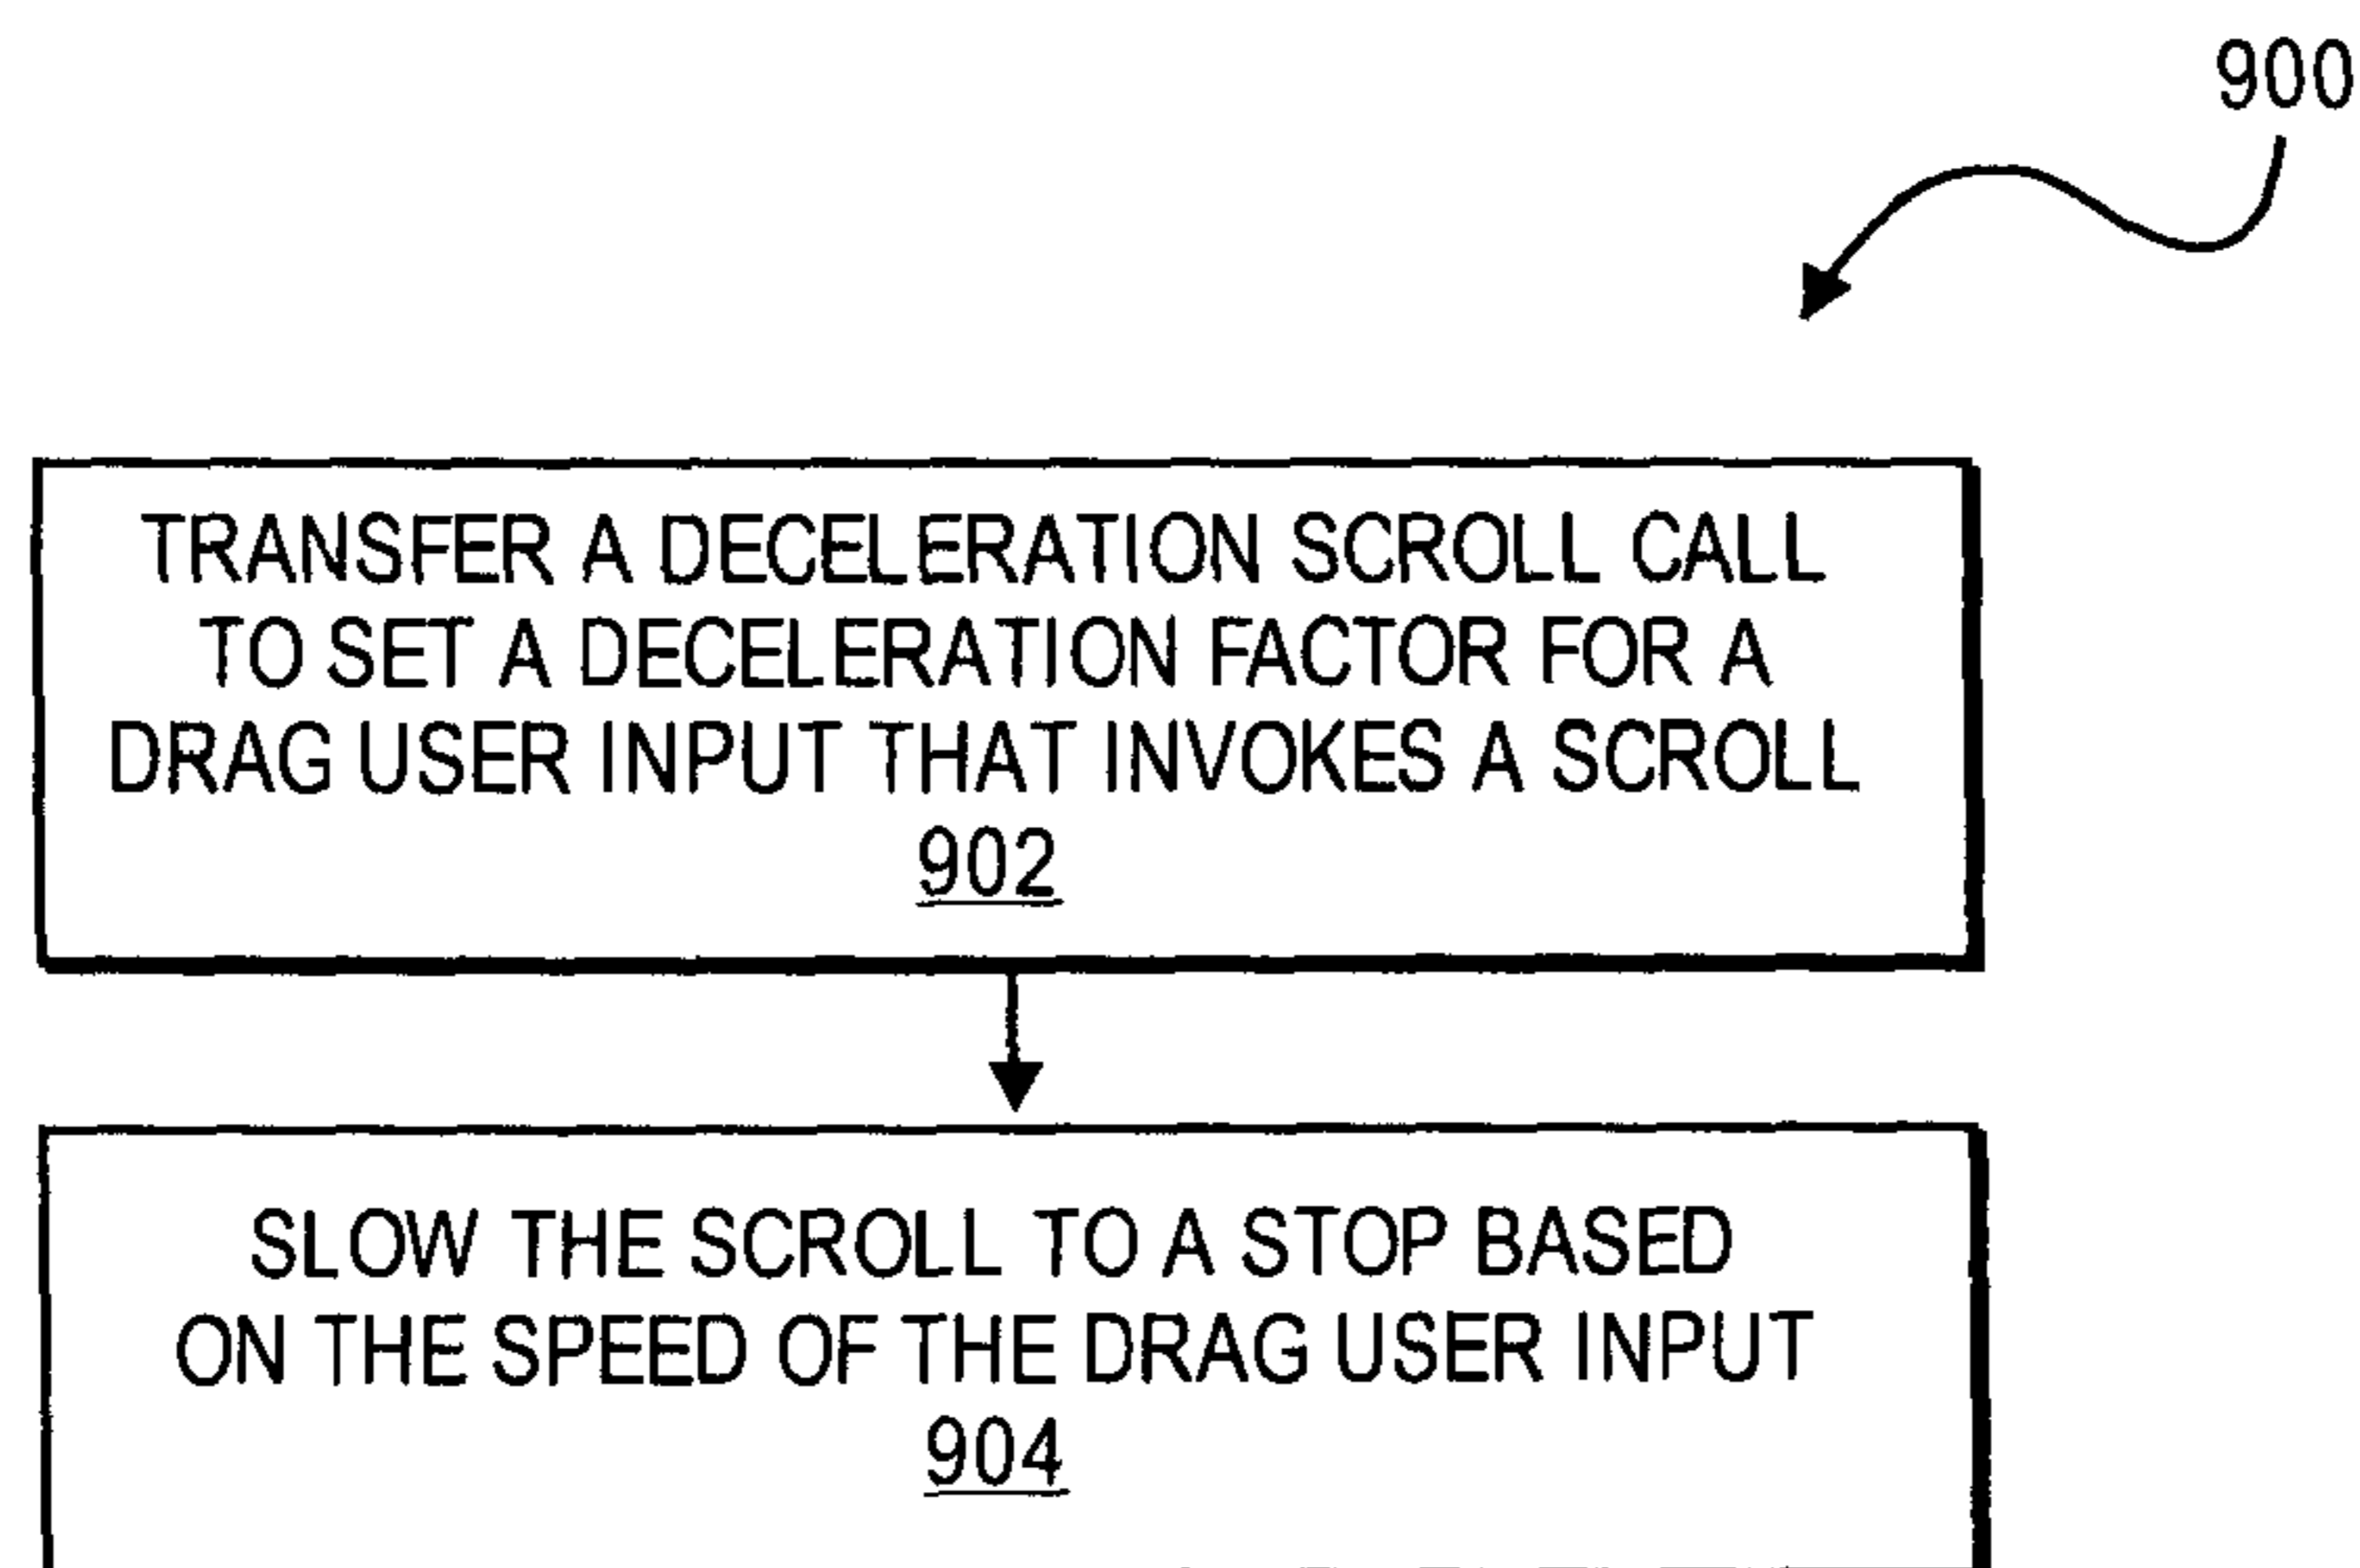 900
TRANSFER A DECELERATION SCROLL CALL
TO SET A DECELERATION FACTOR FOR A
DRAG USER INPUT THAT INVOKES A SCROLL
902
SLOW THE SCROLL TO A STOP BASED
ON THE SPEED OF THE DRAG USER INPUT
904